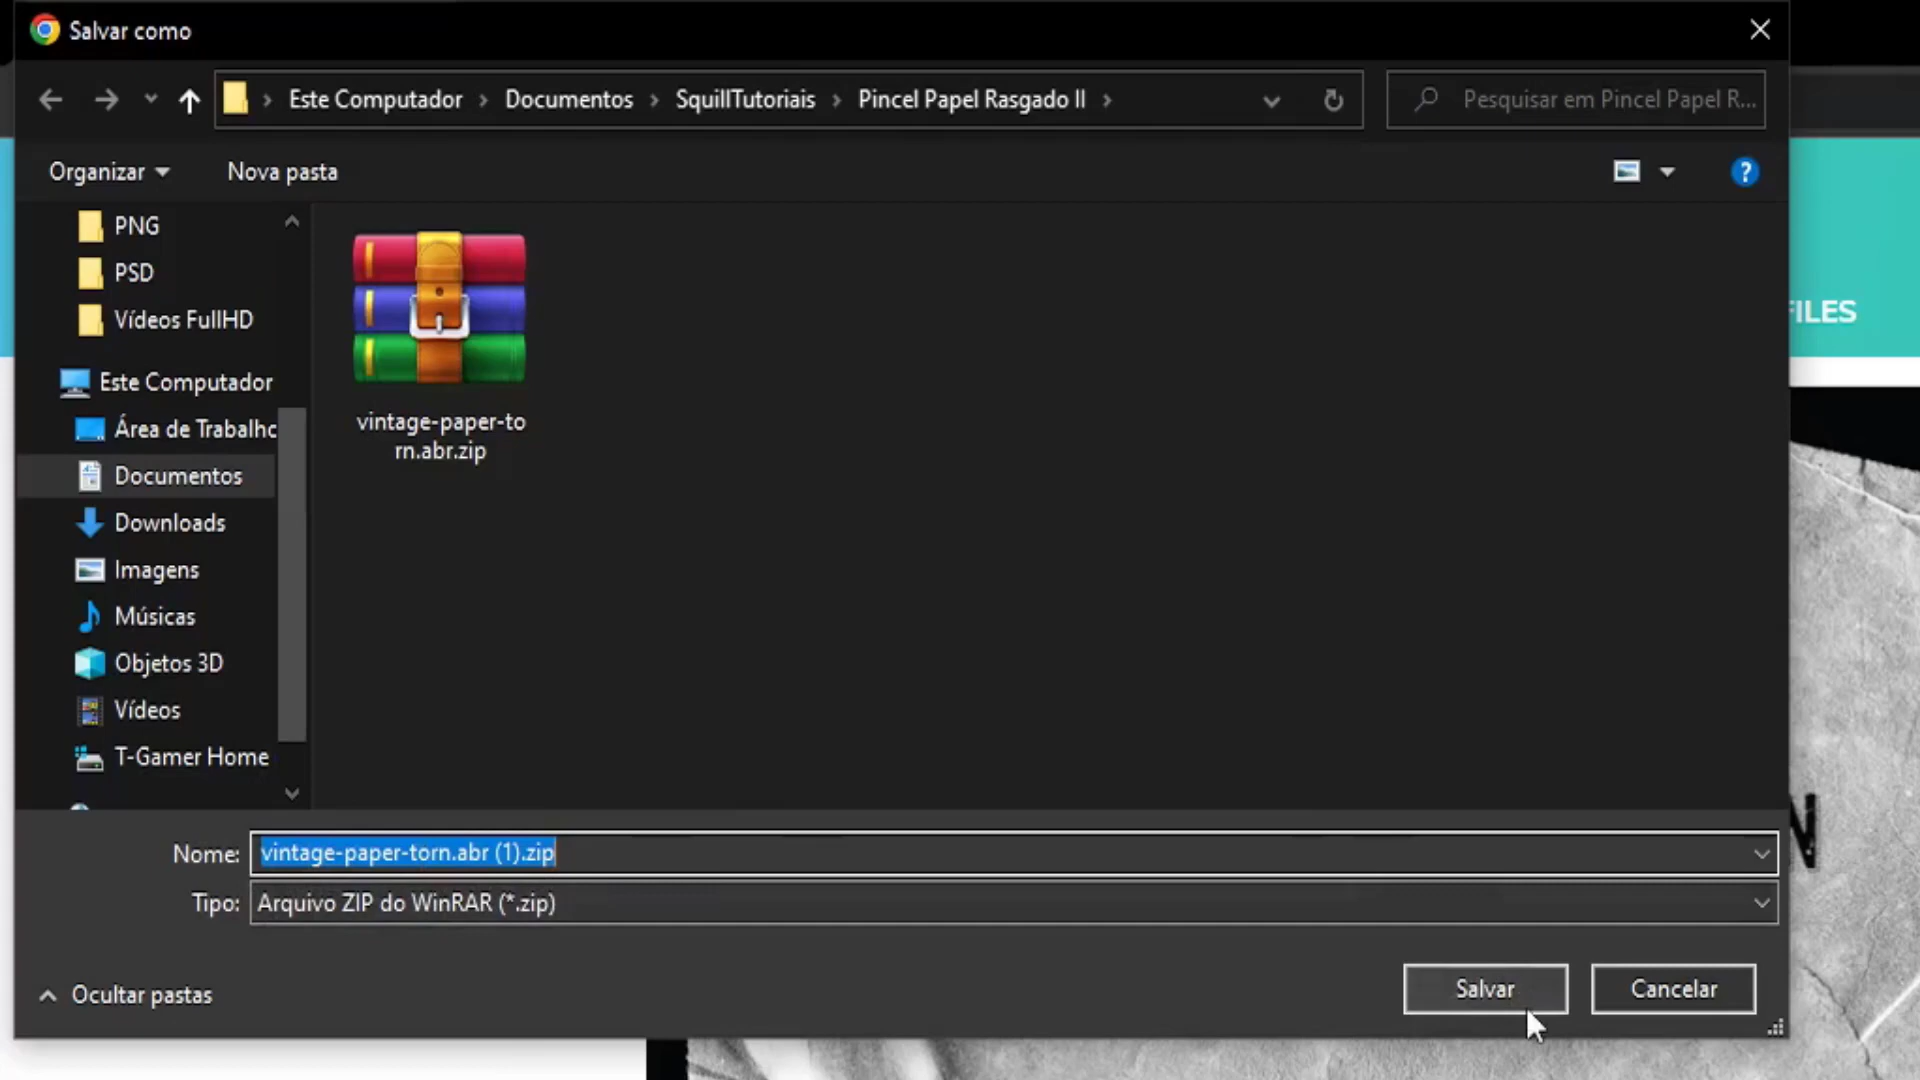 Salvar como
Este Computador > Documentos > SquillTutoriais > Pincel Papel Rasgado II >
Pesquisar em Pincel Papel R...
Organizar
Nova pasta
PNG
PSD
Vídeos FullHD
Este Computador
Área de Trabalho
Documentos
Downloads
Imagens
Músicas
Objetos 3D
Vídeos
T-Gamer Home
vintage-paper-to
rn.abr.zip
FILES
N
Nome: vintage-paper-torn.abr (1).zip
Tipo: Arquivo ZIP do WinRAR (*.zip)
Ocultar pastas
Salvar
Cancelar